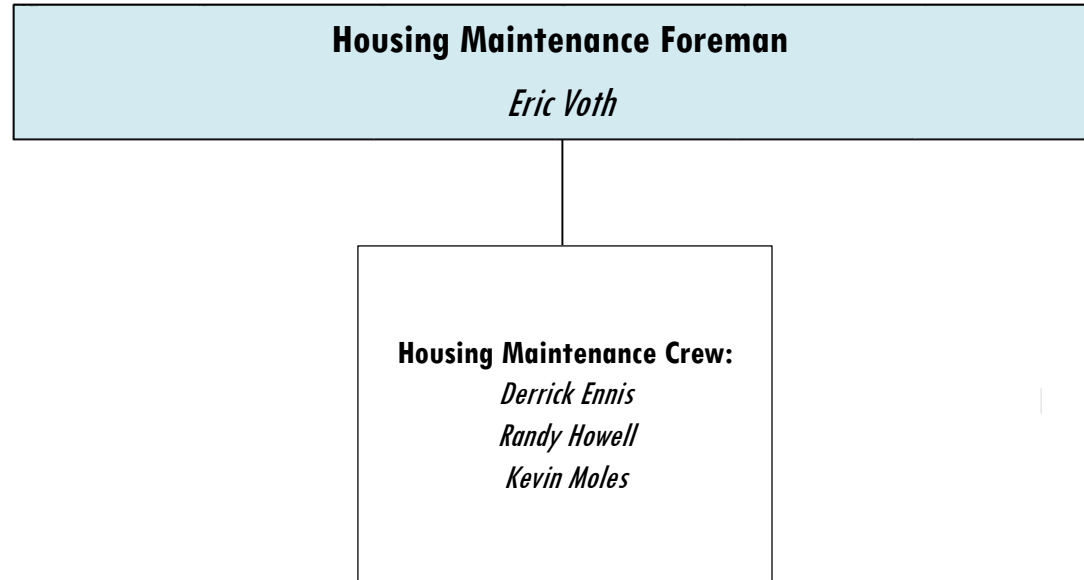 Housing Maintenance Foreman
Eric Voth
Housing Maintenance Crew:
Derrick Ennis
Randy Howell
Kevin Moles